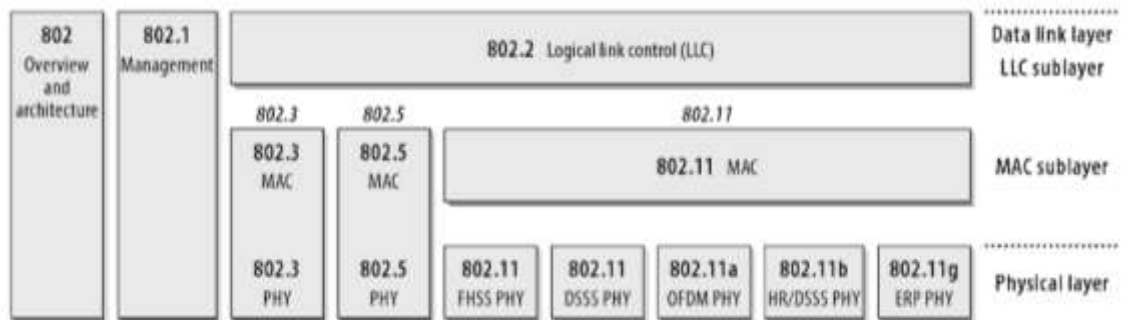 802
Overview
and
architecture
802.1
Management
802.2 Logical link control (LLC)
Data link layer
LLC sublayer
802.3
802.5
802.11
802.3
MAC
802.5
MAC
802.11 MAC
MAC sublayer
802.3
PHY
802.5
PHY
802.11
FHSS PHY
802.11
DSSS PHY
802.11a
OFDM PHY
802.11b
HR/DSSS PHY
802.11g
ERP PHY
Physical layer